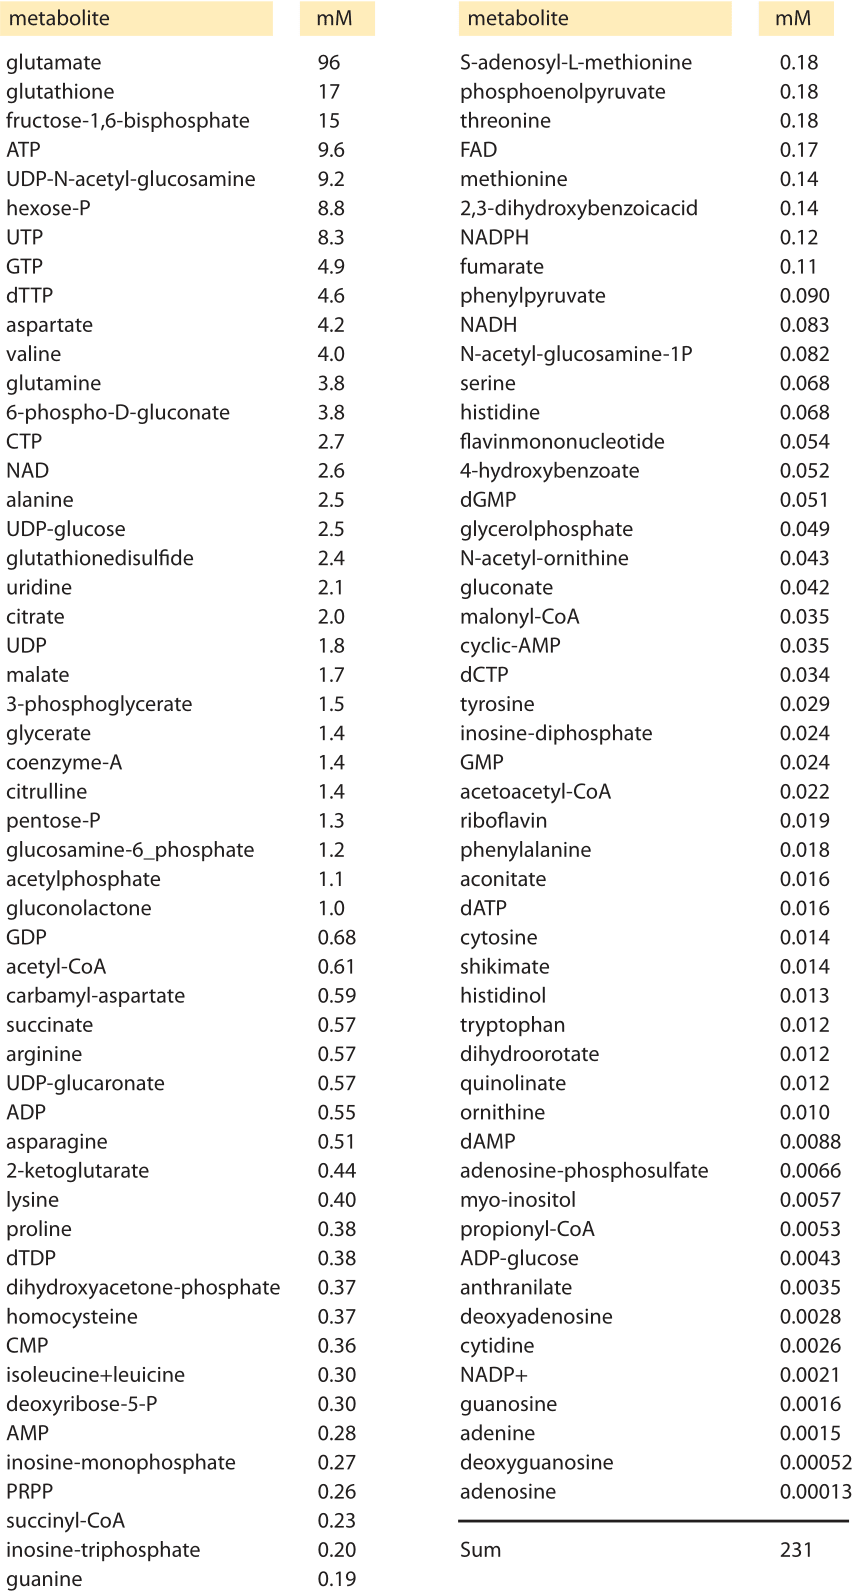 metabolite mM
glutamate 96
glutathione 17
fructose-1,6-bisphosphate 15
ATP 9.6
UDP-N-acetyl-glucosamine 9.2
hexose-P 8.8
UTP 8.3
GTP 4.9
dTTP 4.6
aspartate 4.2
valine 4.0
glutamine 3.8
6-phospho-D-gluconate 3.8
CTP 2.7
NAD 2.6
alanine 2.5
UDP-glucose 2.5
glutathionedisulfide 2.4
uridine 2.1
citrate 2.0
UDP 1.8
malate 1.7
3-phosphoglycerate 1.5
glycerate 1.4
coenzyme-A 1.4
citrulline 1.4
pentose-P 1.3
glucosamine-6_phosphate 1.2
acetylphosphate 1.1
gluconolactone 1.0
GDP 0.68
acetyl-CoA 0.61
carbamyl-aspartate 0.59
succinate 0.57
arginine 0.57
UDP-glucaronate 0.57
ADP 0.55
asparagine 0.51
2-ketoglutarate 0.44
lysine 0.40
proline 0.38
dTDP 0.38
dihydroxyacetone-phosphate 0.37
homocysteine 0.37
CMP 0.36
isoleucine+leuicine 0.30
deoxyribose-5-P 0.30
AMP 0.28
inosine-monophosphate 0.27
PRPP 0.26
succinyl-CoA 0.23
inosine-triphosphate 0.20
guanine 0.19
metabolite mM
S-adenosyl-L-methionine 0.18
phosphoenolpyruvate 0.18
threonine 0.18
FAD 0.17
methionine 0.14
2,3-dihydroxybenzoicacid 0.14
NADPH 0.12
fumarate 0.11
phenylpyruvate 0.090
NADH 0.083
N-acetyl-glucosamine-1P 0.082
serine 0.068
histidine 0.068
flavinmononucleotide 0.054
4-hydroxybenzoate 0.052
dGMP 0.051
glycerolphosphate 0.049
N-acetyl-ornithine 0.043
gluconate 0.042
malonyl-CoA 0.035
cyclic-AMP 0.035
dCTP 0.034
tyrosine 0.029
inosine-diphosphate 0.024
GMP 0.024
acetoacetyl-CoA 0.022
riboflavin 0.019
phenylalanine 0.018
aconitate 0.016
dATP 0.016
cytosine 0.014
shikimate 0.014
histidinol 0.013
tryptophan 0.012
dihydroorotate 0.012
quinolinate 0.012
ornithine 0.010
dAMP 0.0088
adenosine-phosphosulfate 0.0066
myo-inositol 0.0057
propionyl-CoA 0.0053
ADP-glucose 0.0043
anthranilate 0.0035
deoxyadenosine 0.0028
cytidine 0.0026
NADP+ 0.0021
guanosine 0.0016
adenine 0.0015
deoxyguanosine 0.00052
adenosine 0.00013
Sum 231